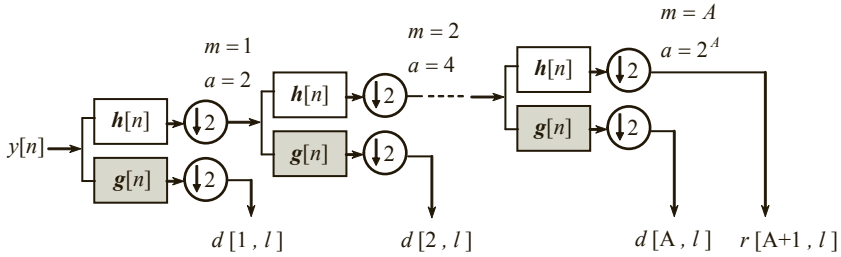 m = 1
a = 2
m = 2
a = 4
m = A
a = 2^A
y[n]
h[n]
↓2
g[n]
↓2
h[n]
↓2
g[n]
↓2
h[n]
↓2
g[n]
↓2
d [1 , l ]
d [2 , l ]
d [A , l ]
r [A+1 , l ]